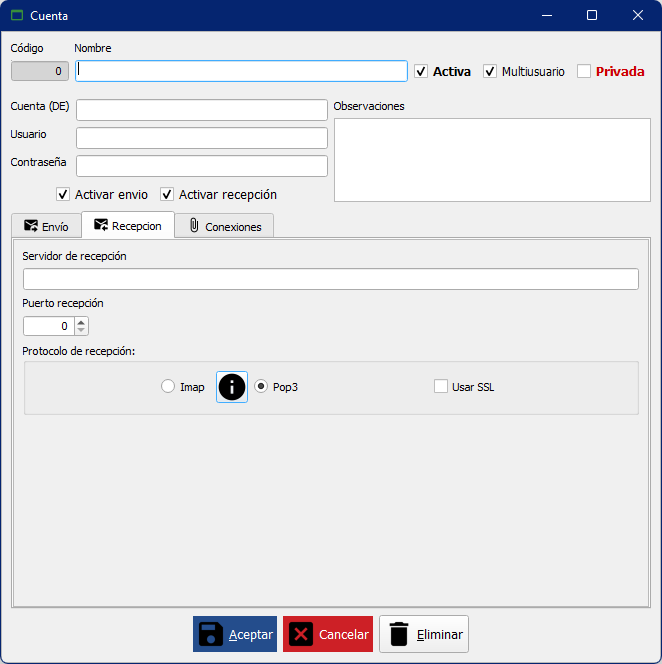 Cuenta
Código Nombre
0 Activa Multiusuario Privada
Cuenta (DE) Observaciones
Usuario
Contraseña
Activar envio Activar recepción
Envío Recepcion Conexiones
Servidor de recepción
Puerto recepción
0
Protocolo de recepción:
Imap Pop3 Usar SSL
Aceptar Cancelar Eliminar